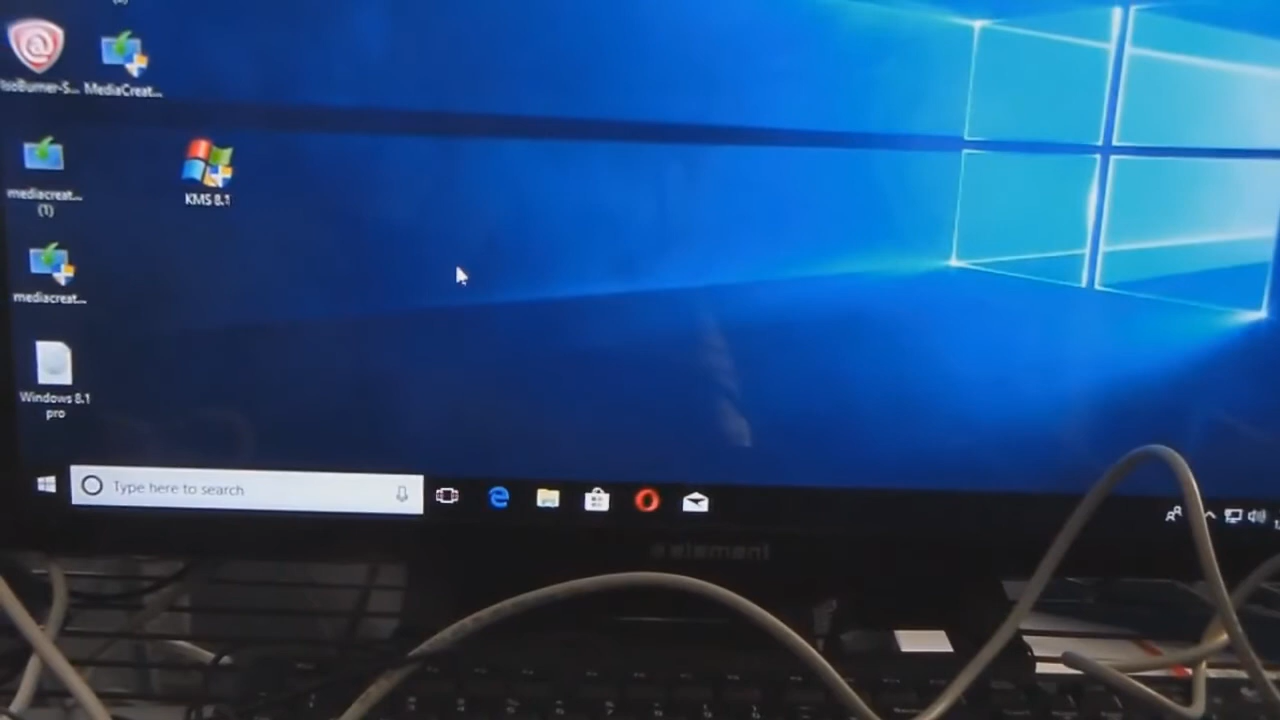 IsoBurner-S...
MediaCreat...
mediacreat...
(1)
KMS 8.1
mediacreat...
Windows 8.1
pro
Type here to search
element